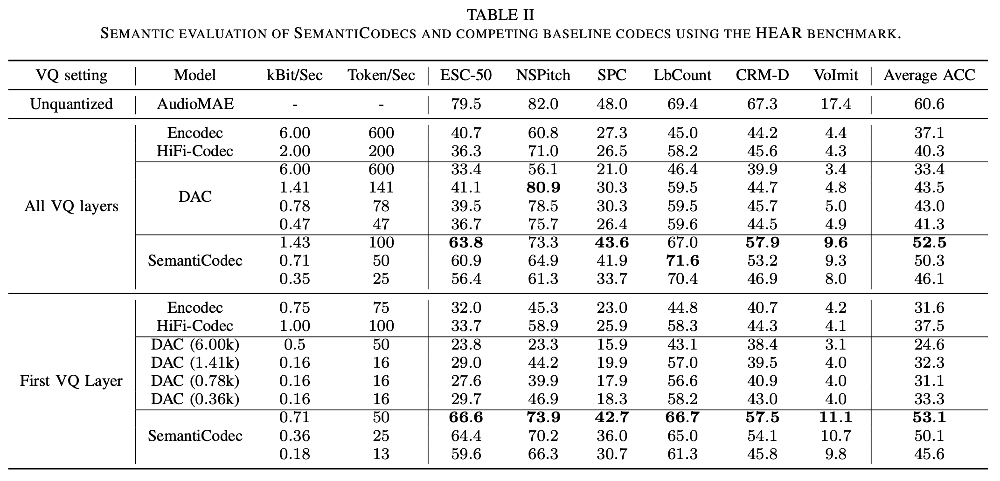 TABLE II
SEMANTIC EVALUATION OF SEMANTICODECS AND COMPETING BASELINE CODECS USING THE HEAR BENCHMARK.
VQ setting Model kBit/Sec Token/Sec ESC-50 NSPitch SPC LbCount CRM-D VoImit Average ACC
Unquantized AudioMAE - - 79.5 82.0 48.0 69.4 67.3 17.4 60.6
Encodec 6.00 600 40.7 60.8 27.3 45.0 44.2 4.4 37.1
HiFi-Codec 2.00 200 36.3 71.0 26.5 58.2 45.6 4.3 40.3
6.00 600 33.4 56.1 21.0 46.4 39.9 3.4 33.4
1.41 141 41.1 80.9 30.3 59.5 44.7 4.8 43.5
DAC
All VQ layers 0.78 78 39.5 78.5 30.3 59.5 45.7 5.0 43.0
0.47 47 36.7 75.7 26.4 59.6 44.5 4.9 41.3
1.43 100 63.8 73.3 43.6 67.0 57.9 9.6 52.5
SemantiCodec 0.71 50 60.9 64.9 41.9 71.6 53.2 9.3 50.3
0.35 25 56.4 61.3 33.7 70.4 46.9 8.0 46.1
Encodec 0.75 75 32.0 45.3 23.0 44.8 40.7 4.2 31.6
HiFi-Codec 1.00 100 33.7 58.9 25.9 58.3 44.3 4.1 37.5
DAC (6.00k) 0.5 50 23.8 23.3 15.9 43.1 38.4 3.1 24.6
DAC (1.41k) 0.16 16 29.0 44.2 19.9 57.0 39.5 4.0 32.3
First VQ Layer DAC (0.78k) 0.16 16 27.6 39.9 17.9 56.6 40.9 4.0 31.1
DAC (0.36k) 0.16 16 29.7 46.9 18.3 58.2 43.0 4.0 33.3
0.71 50 66.6 73.9 42.7 66.7 57.5 11.1 53.1
SemantiCodec 0.36 25 64.4 70.2 36.0 65.0 54.1 10.7 50.1
0.18 13 59.6 66.3 30.7 61.3 45.8 9.8 45.6